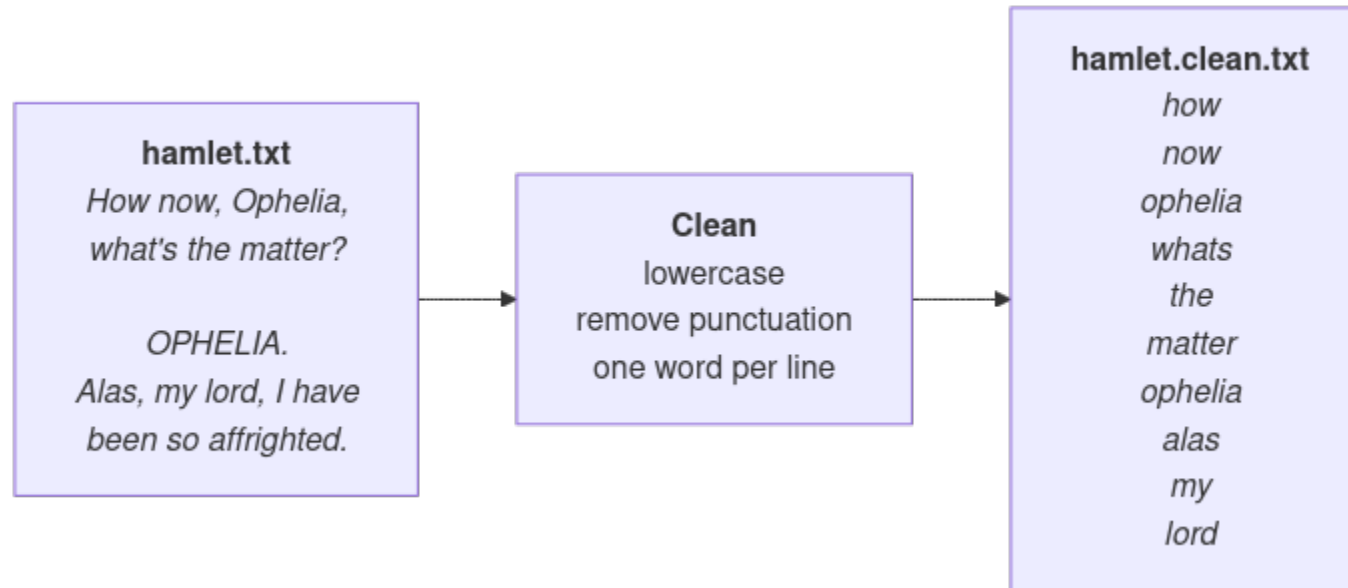 hamlet.txt
How now, Ophelia,
what's the matter?
OPHELIA.
Alas, my lord, I have
been so affrighted.
Clean
lowercase
remove punctuation
one word per line
hamlet.clean.txt
how
now
ophelia
whats
the
matter
ophelia
alas
my
lord